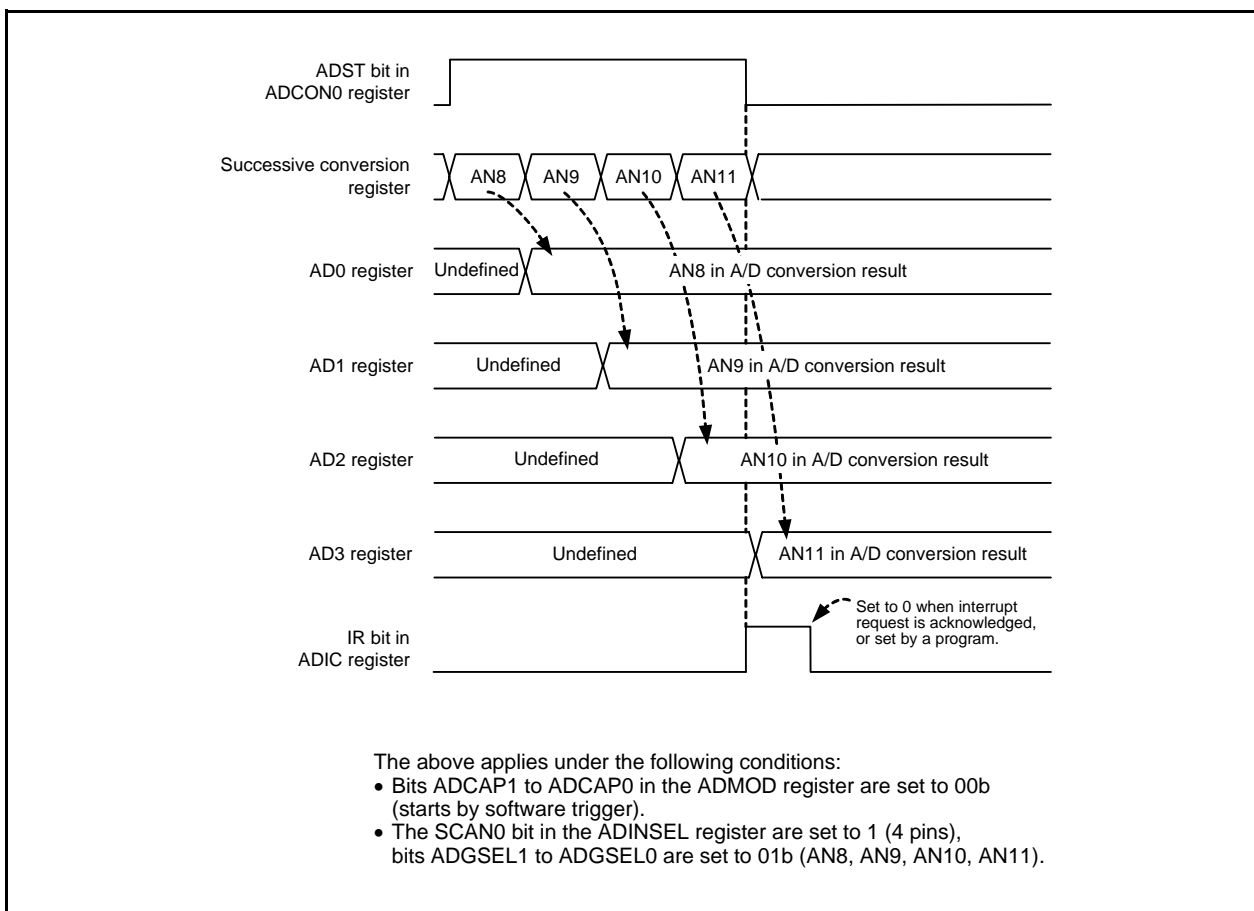 ADST bit in
ADCON0 register
Successive conversion
register
AN8 AN9 AN10 AN11
AD0 register
Undefined AN8 in A/D conversion result
AD1 register
Undefined AN9 in A/D conversion result
AD2 register
Undefined AN10 in A/D conversion result
AD3 register
Undefined AN11 in A/D conversion result
Set to 0 when interrupt
request is acknowledged,
or set by a program.
IR bit in
ADIC register
The above applies under the following conditions:
• Bits ADCAP1 to ADCAP0 in the ADMOD register are set to 00b
(starts by software trigger).
• The SCAN0 bit in the ADINSEL register are set to 1 (4 pins),
bits ADGSEL1 to ADGSEL0 are set to 01b (AN8, AN9, AN10, AN11).